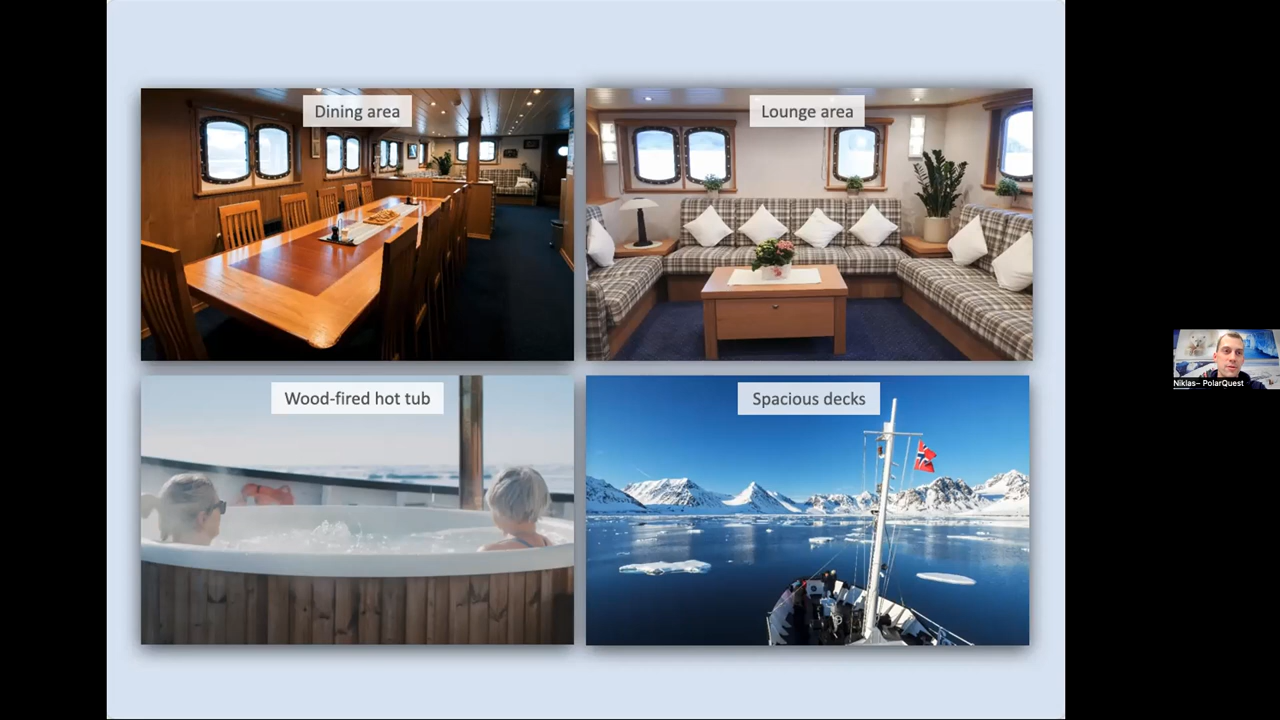 Dining area
Lounge area
Wood-fired hot tub
Spacious decks
Niklas– PolarQuest